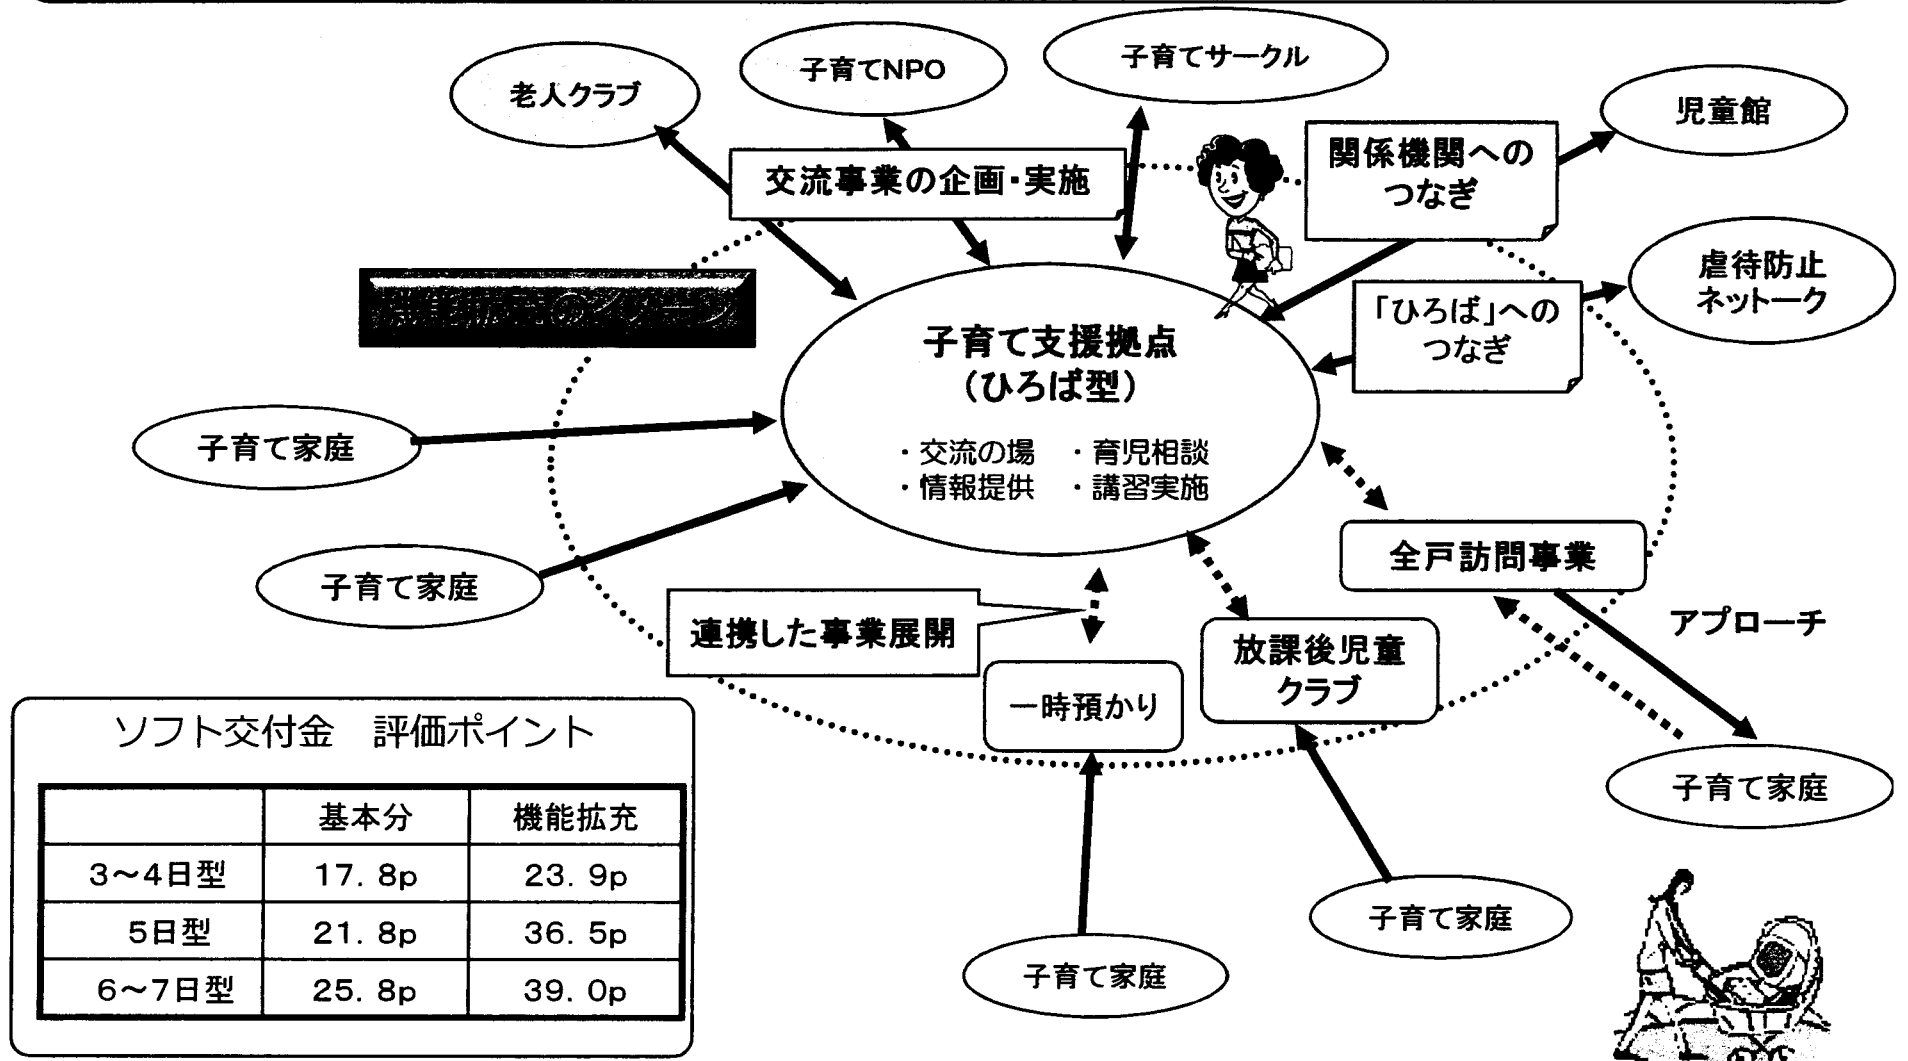 老人クラブ
子育てNPO
子育てサークル
児童館
交流事業の企画・実施
関係機関への
つなぎ
虐待防止
ネットーク
「ひろば」への
つなぎ
子育て支援拠点
(ひろば型)
・交流の場 ・育児相談
・情報提供 ・講習実施
子育て家庭
子育て家庭
全戸訪問事業
アプローチ
連携した事業展開
放課後児童
クラブ
一時預かり
子育て家庭
子育て家庭
子育て家庭
ソフト交付金 評価ポイント
基本分 機能拡充
3～4日型 17. 8p 23. 9p
5日型 21. 8p 36. 5p
6～7日型 25. 8p 39. 0p